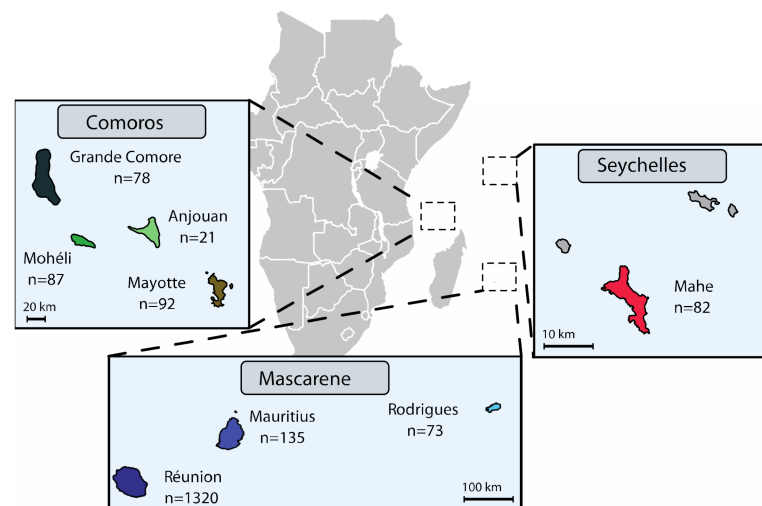 Comoros
Grande Comore
n=78
Anjouan
n=21
Mohéli
n=87
Mayotte
n=92
20 km
Seychelles
Mahe
n=82
10 km
Mascarene
Mauritius
n=135
Rodrigues
n=73
Réunion
n=1320
100 km